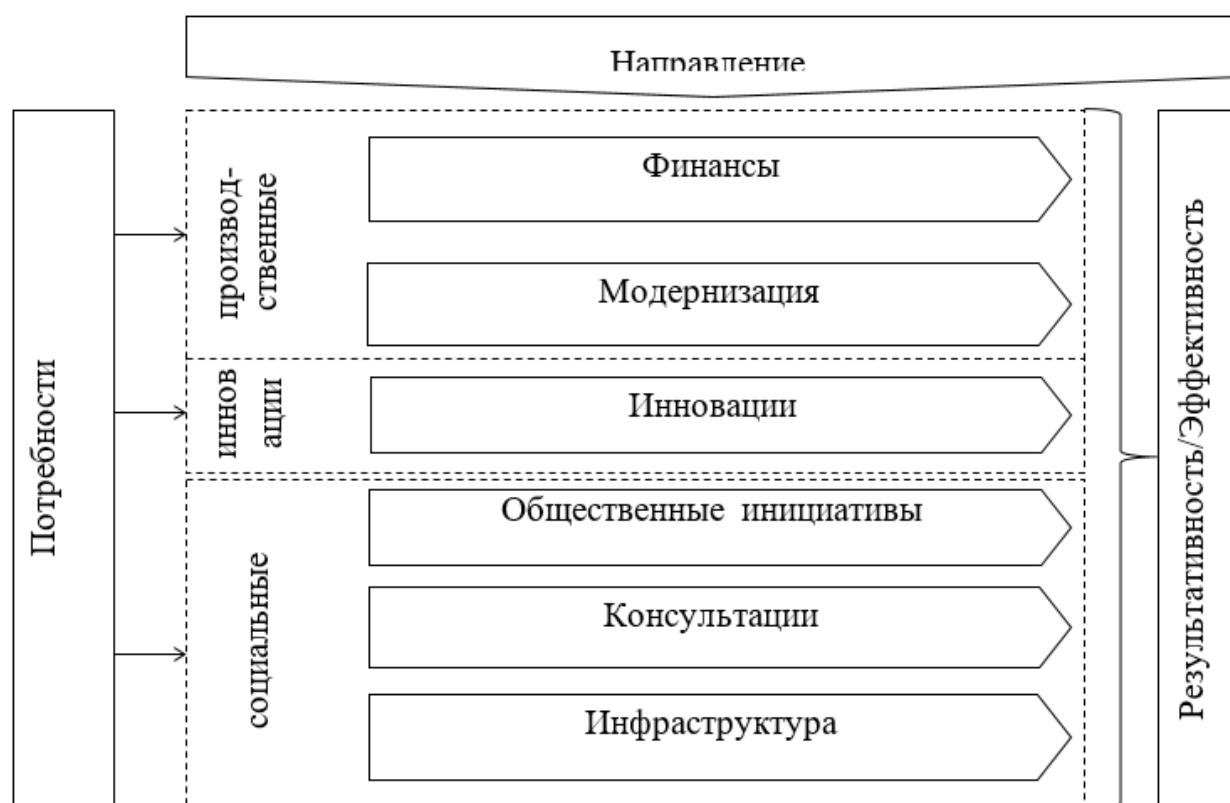 Направление
Потребности
производ-
ственные
Финансы
Модернизация
иннов
ации
Инновации
социальные
Общественные инициативы
Консультации
Инфраструктура
Результативность/Эффективность